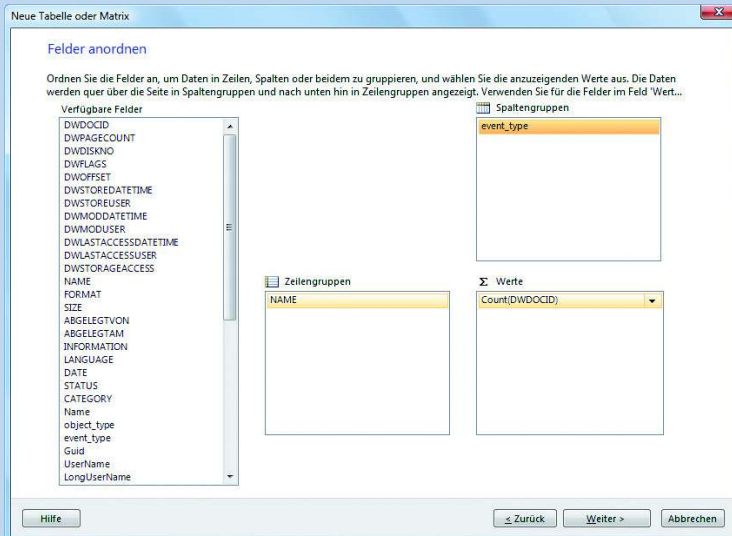 Neue Tabelle oder Matrix
Felder anordnen
Ordnen Sie die Felder an, um Daten in Zeilen, Spalten oder beidem zu gruppieren, und wählen Sie die anzuzeigenden Werte aus. Die Daten
werden quer über die Seite in Spaltengruppen und nach unten hin in Zeilengruppen angezeigt. Verwenden Sie für die Felder im Feld 'Wert...
Verfügbare Felder
DWDOCID
DWPAGECOUNT
DWDISKNO
DWFLAGS
DWOFFSET
DWSTOREDATETIME
DWSTOREUSER
DWMODDATETIME
DWMODUSER
DWLASTACCESSDATETIME
DWLASTACCESSUSER
DWSTORAGEACCESS
NAME
FORMAT
SIZE
ABGELEGTVON
ABGELEGTAM
INFORMATION
LANGUAGE
DATE
STATUS
CATEGORY
Name
object_type
event_type
Guid
UserName
LongUserName
Spaltengruppen
event_type
Zeilengruppen
NAME
Σ Werte
Count(DWDOCID)
Hilfe
< Zurück
Weiter >
Abbrechen